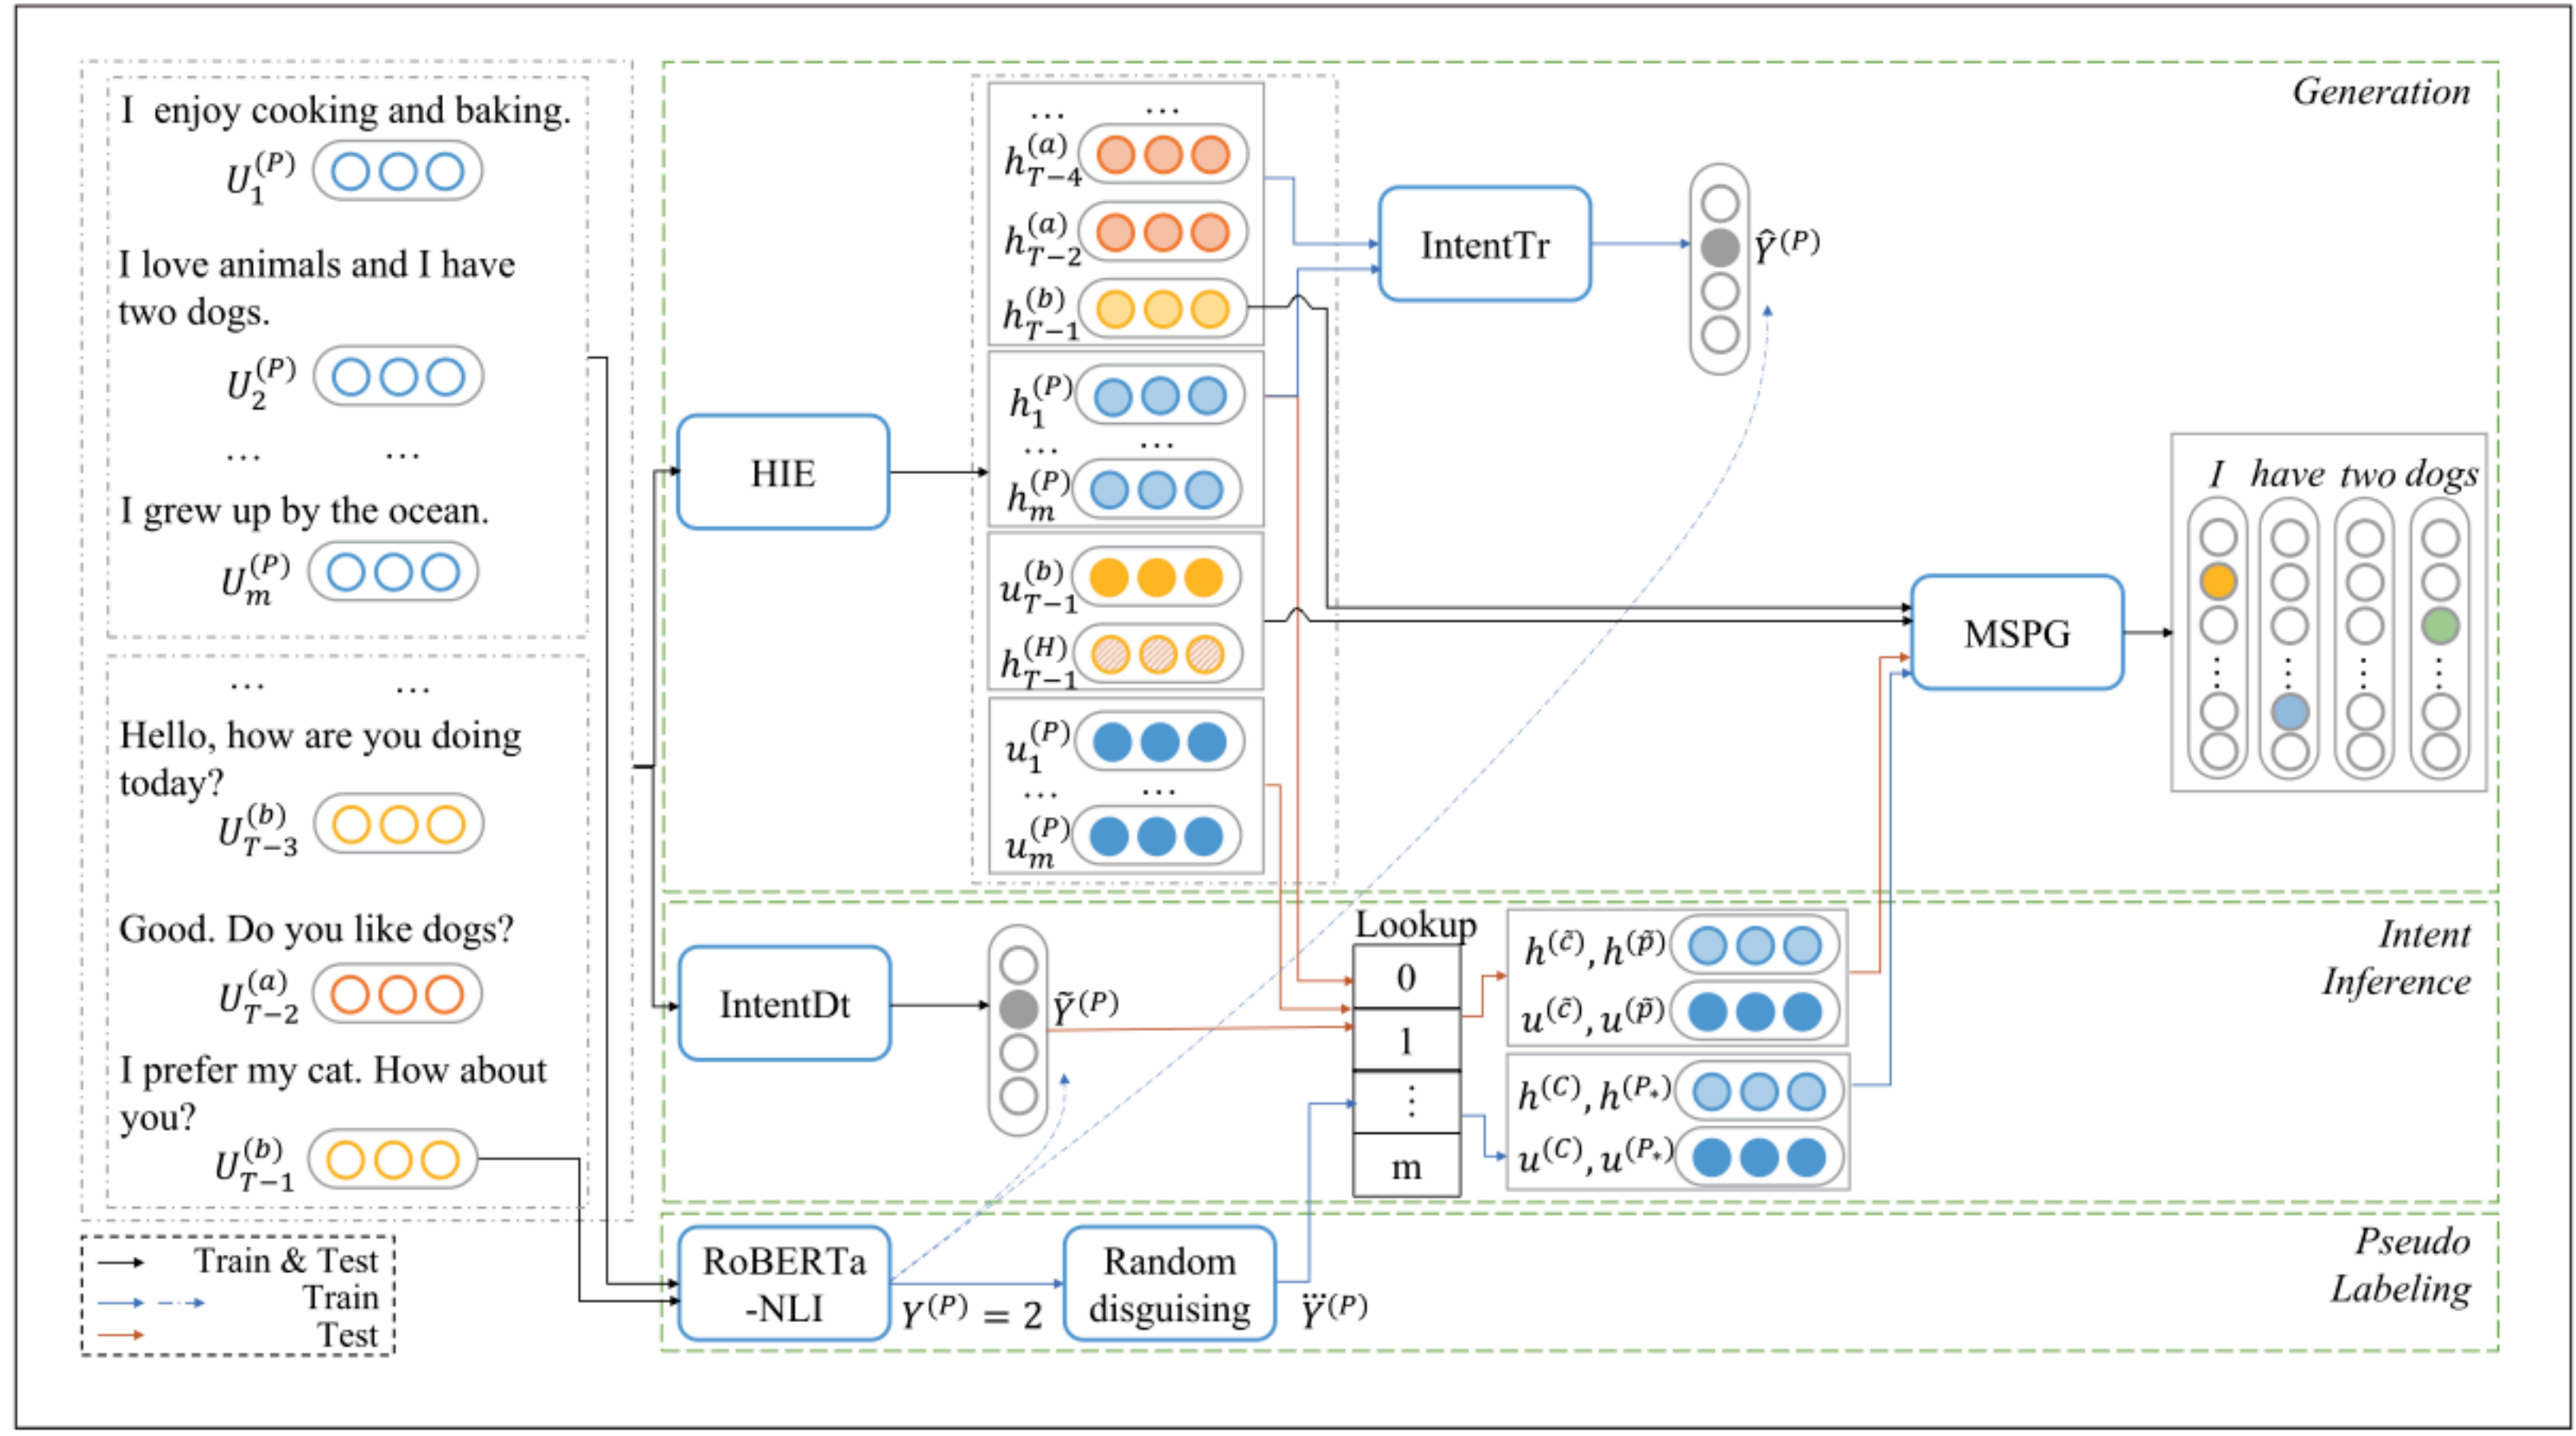 I enjoy cooking and baking.
U_1^{(P)}
I love animals and I have
two dogs.
U_2^{(P)}
... ...
I grew up by the ocean.
U_m^{(P)}
... ...
Hello, how are you doing
today?
U_{T-3}^{(b)}
Good. Do you like dogs?
U_{T-2}^{(a)}
I prefer my cat. How about
you?
U_{T-1}^{(b)}
Train & Test
Train
Test
Generation
HIE
... ...
h_{T-4}^{(a)}
h_{T-2}^{(a)}
h_{T-1}^{(b)}
h_1^{(P)}
... ...
h_m^{(P)}
u_{T-1}^{(b)}
h_{T-1}^{(H)}
u_1^{(P)}
... ...
u_m^{(P)}
IntentTr
Ŷ^{(P)}
MSPG
I have two dogs
Intent
Inference
IntentDt
Ỹ^{(P)}
Lookup
0
1
⋮
m
h^{(c̃)}, h^{(p̃)}
u^{(c̃)}, u^{(p̃)}
h^{(C)}, h^{(P_*)}
u^{(C)}, u^{(P_*)}
Pseudo
Labeling
RoBERTa
-NLI
Y^{(P)} = 2
Random
disguising
Y⃛^{(P)}